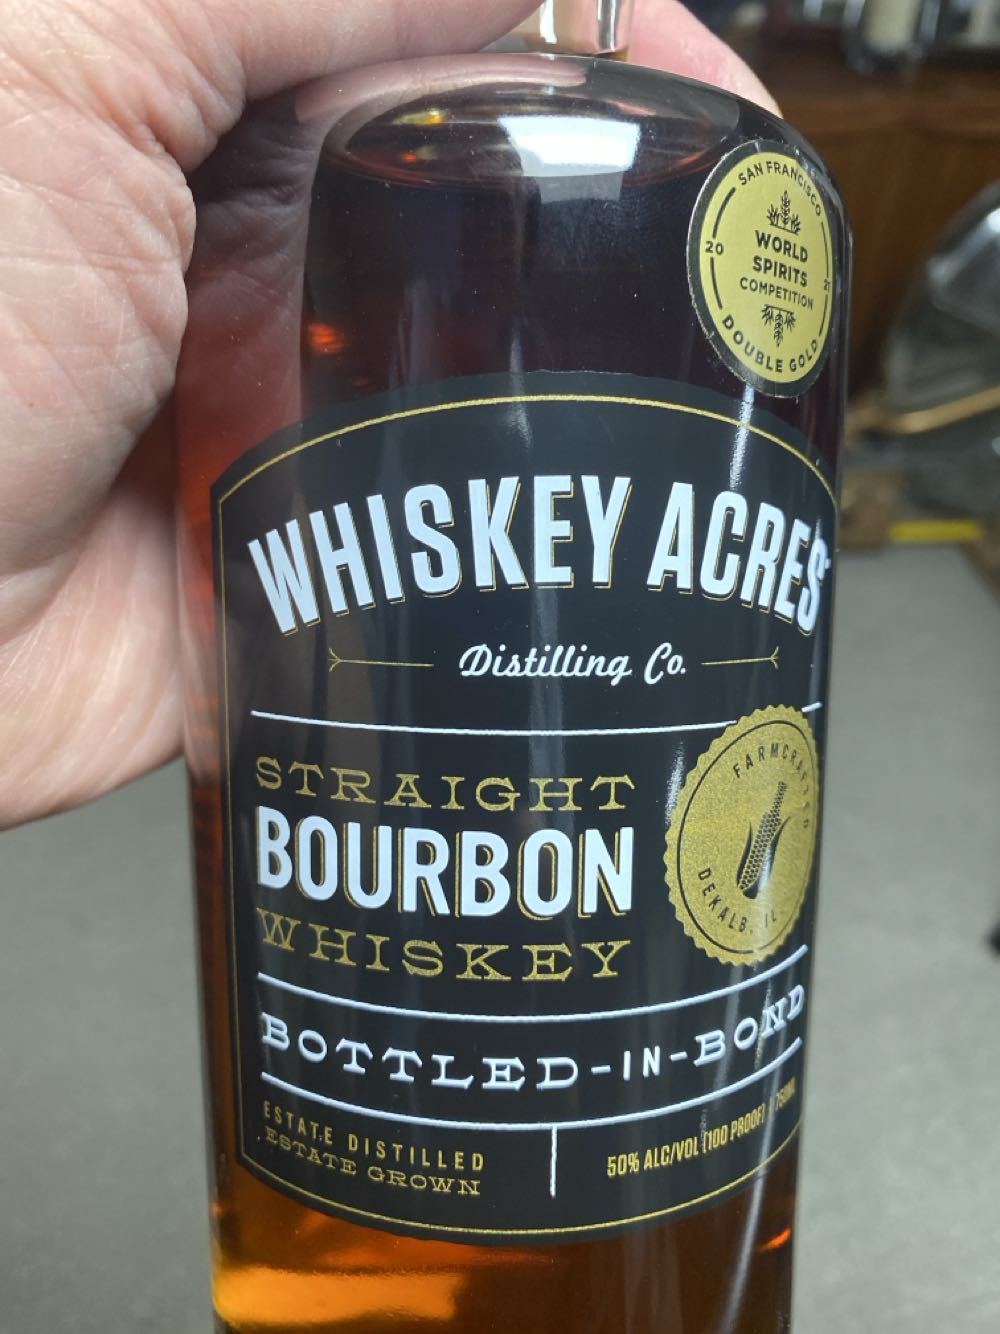 SAN FRANCISCO
WORLD
SPIRITS
COMPETITION
20 21
DOUBLE GOLD
WHISKEY ACRES
Distilling Co.
STRAIGHT
BOURBON
WHISKEY
FARMCRAFTED
DEKALB, IL
BOTTLED-IN-BOND
ESTATE DISTILLED
ESTATE GROWN
50% ALC/VOL (100 PROOF) | 750ML